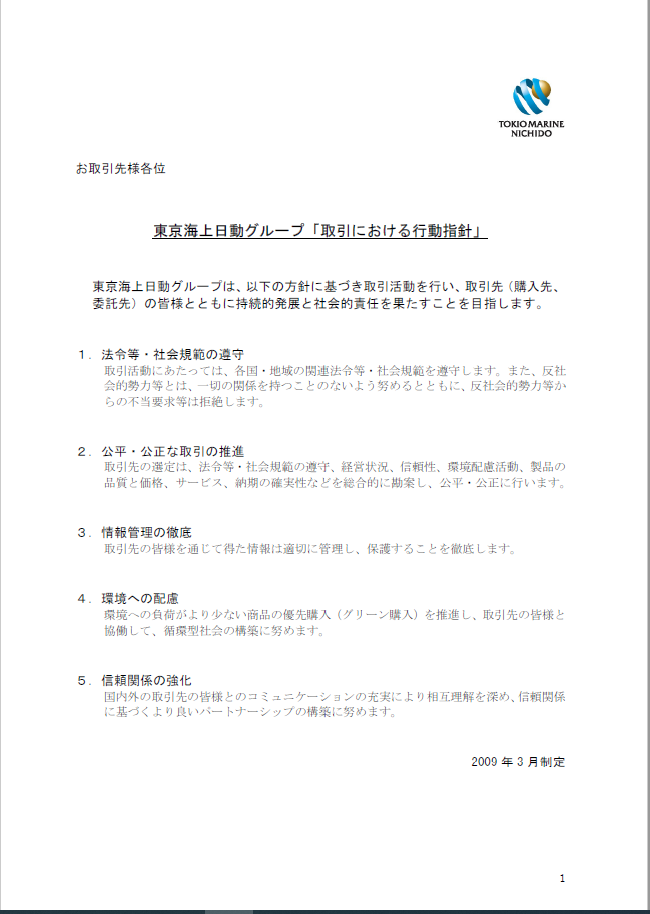 TOKIO MARINE
NICHIDO
お取引先様各位
東京海上日動グループ「取引における行動指針」
東京海上日動グループは、以下の方針に基づき取引活動を行い、取引先(購入先、
委託先)の皆様とともに持続的発展と社会的責任を果たすことを目指します。
1. 法令等・社会規範の遵守
取引活動にあたっては、各国・地域の関連法令等・社会規範を遵守します。また、反社
会的勢力等とは、一切の関係を持つことのないよう努めるとともに、反社会的勢力等か
らの不当要求等は拒絶します。
2. 公平・公正な取引の推進
取引先の選定は、法令等・社会規範の遵守、経営状況、信頼性、環境配慮活動、製品の
品質と価格、サービス、納期の確実性などを総合的に勘案し、公平・公正に行います。
3. 情報管理の徹底
取引先の皆様を通じて得た情報は適切に管理し、保護することを徹底します。
4. 環境への配慮
環境への負荷がより少ない商品の優先購入(グリーン購入)を推進し、取引先の皆様と
協働して、循環型社会の構築に努めます。
5. 信頼関係の強化
国内外の取引先の皆様とのコミュニケーションの充実により相互理解を深め、信頼関係
に基づくより良いパートナーシップの構築に努めます。
2009 年 3 月制定
1